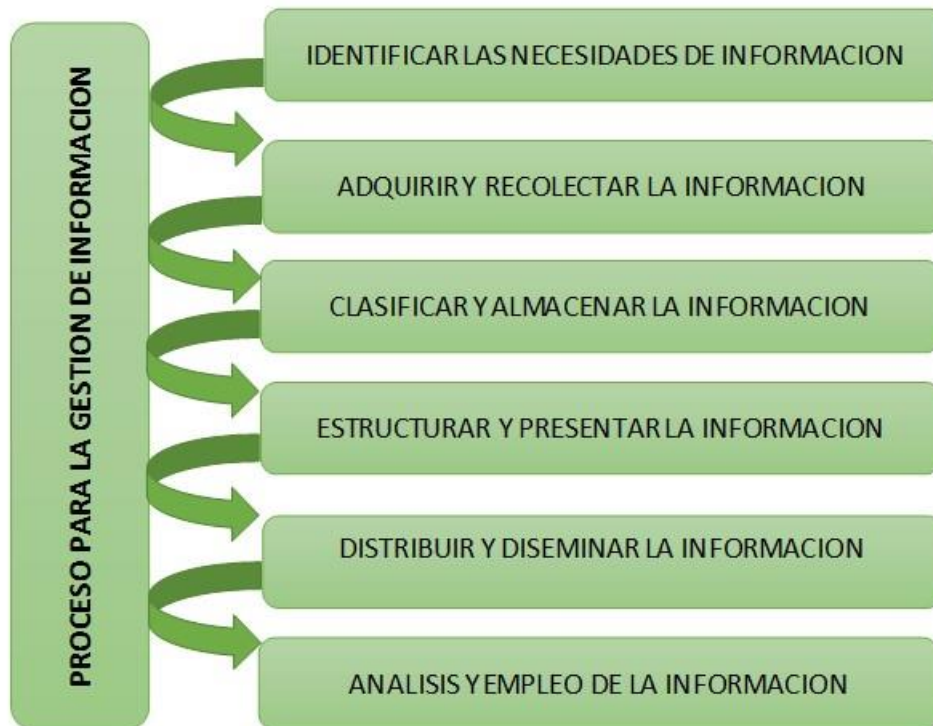 PROCESO PARA LA GESTION DE INFORMACION
IDENTIFICAR LAS NECESIDADES DE INFORMACION
ADQUIRIR Y RECOLECTAR LA INFORMACION
CLASIFICAR Y ALMACENAR LA INFORMACION
ESTRUCTURAR Y PRESENTAR LA INFORMACION
DISTRIBUIR Y DISEMINAR LA INFORMACION
ANALISIS Y EMPLEO DE LA INFORMACION